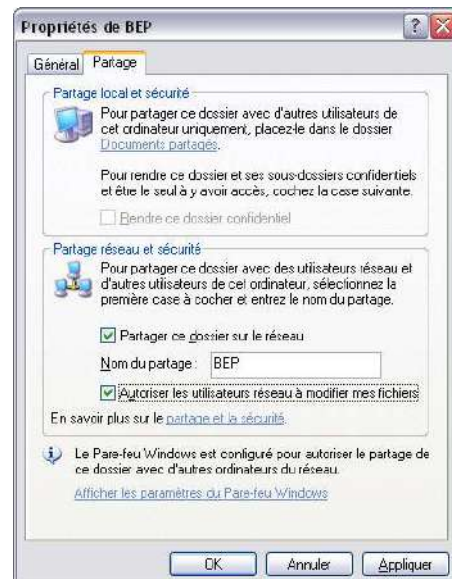 Propriétés de BEP
Général Partage
Partage local et sécurité
Pour partager ce dossier avec d'autres utilisateurs de
cet ordinateur uniquement, placez-le dans le dossier
Documents partagés.
Pour rendre ce dossier et ses sous-dossiers confidentiels
et être le seul à y avoir accès, cochez la case suivante.
Rendre ce dossier confidentiel
Partage réseau et sécurité
Pour partager ce dossier avec des utilisateurs réseau et
d'autres utilisateurs de cet ordinateur, sélectionnez la
première case à cocher et entrez le nom du partage.
Partager ce dossier sur le réseau
Nom du partage : BEP
Autoriser les utilisateurs réseau à modifier mes fichiers
En savoir plus sur le partage et la sécurité.
Le Pare-feu Windows est configuré pour autoriser le partage de
ce dossier avec d'autres ordinateurs du réseau.
Afficher les paramètres du Pare-feu Windows
OK Annuler Appliquer